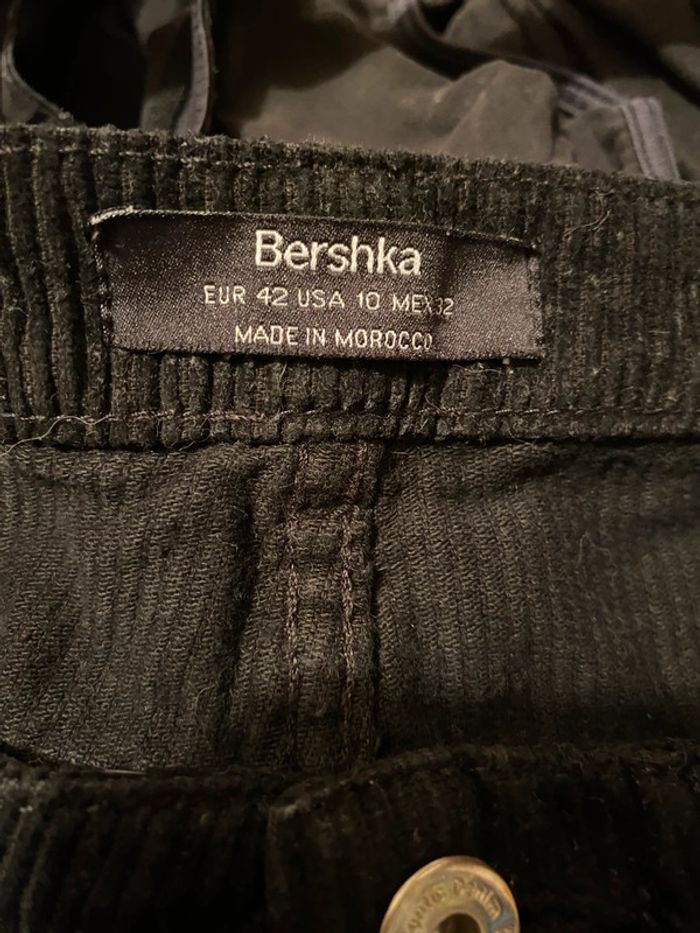 Bershka
EUR 42 USA 10 MEX 32
MADE IN MOROCCO